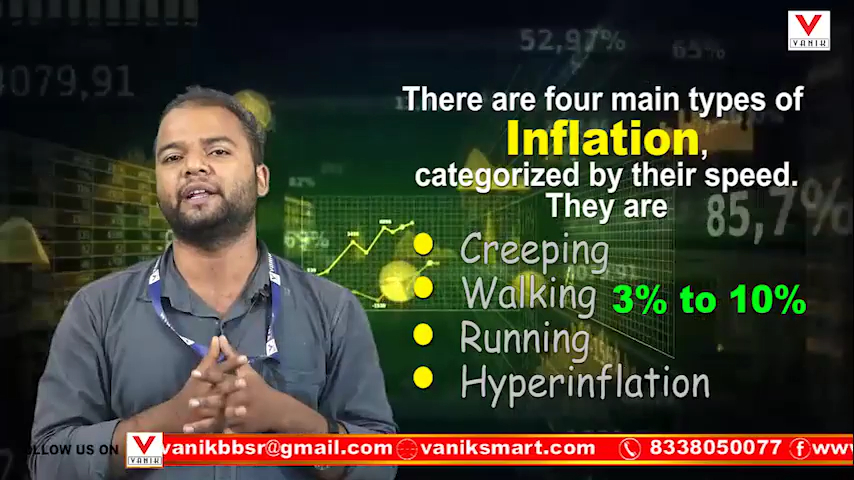 52,97%
65%
4079,91
VANIK
There are four main types of
Inflation,
categorized by their speed.
They are
85,7%
Creeping
Walking 3% to 10%
Running
Hyperinflation
FOLLOW US ON VANIK vanikbbsr@gmail.com vaniksmart.com 8338050077 www